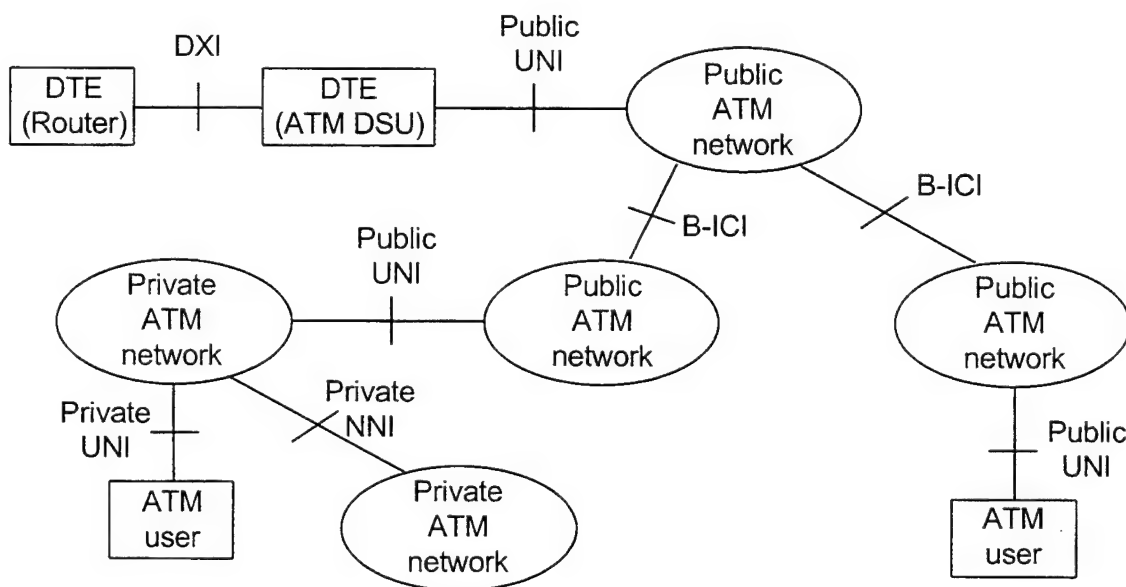 DXI
Public
UNI
DTE
(Router)
DTE
(ATM DSU)
Public
ATM
network
B-ICI
B-ICI
Public
UNI
Private
ATM
network
Public
ATM
network
Public
ATM
network
Private
UNI
Private
NNI
Public
UNI
ATM
user
Private
ATM
network
ATM
user